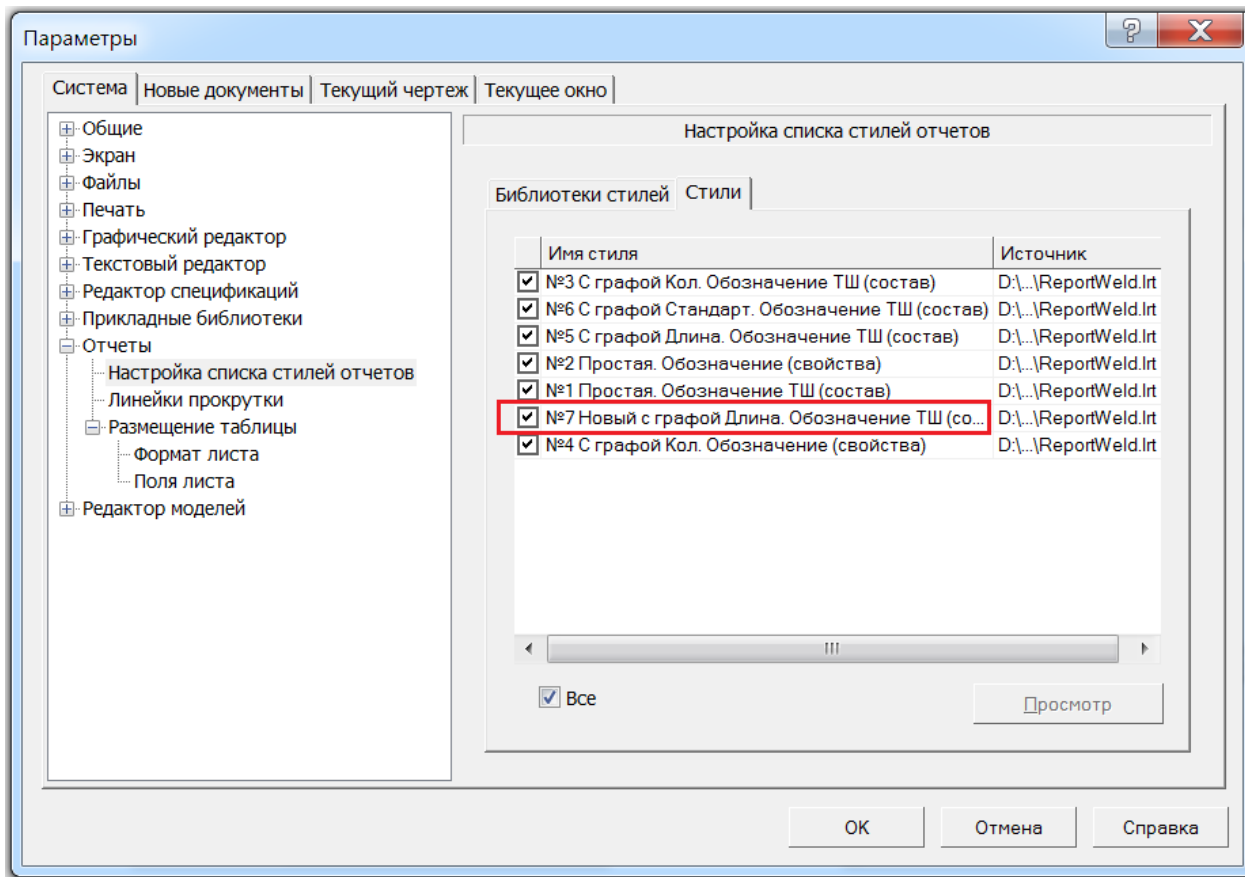 Параметры
Система Новые документы Текущий чертеж Текущее окно
Общие
Экран
Файлы
Печать
Графический редактор
Текстовый редактор
Редактор спецификаций
Прикладные библиотеки
Отчеты
Настройка списка стилей отчетов
Линейки прокрутки
Размещение таблицы
Формат листа
Поля листа
Редактор моделей
Настройка списка стилей отчетов
Библиотеки стилей Стили
Имя стиля Источник
№3 С графой Кол. Обозначение ТШ (состав) D:\...\ReportWeld.lrt
№6 С графой Стандарт. Обозначение ТШ (состав) D:\...\ReportWeld.lrt
№5 С графой Длина. Обозначение ТШ (состав) D:\...\ReportWeld.lrt
№2 Простая. Обозначение (свойства) D:\...\ReportWeld.lrt
№1 Простая. Обозначение ТШ (состав) D:\...\ReportWeld.lrt
№7 Новый с графой Длина. Обозначение ТШ (со... D:\...\ReportWeld.lrt
№4 С графой Кол. Обозначение (свойства) D:\...\ReportWeld.lrt
Все
Просмотр
OK Отмена Справка